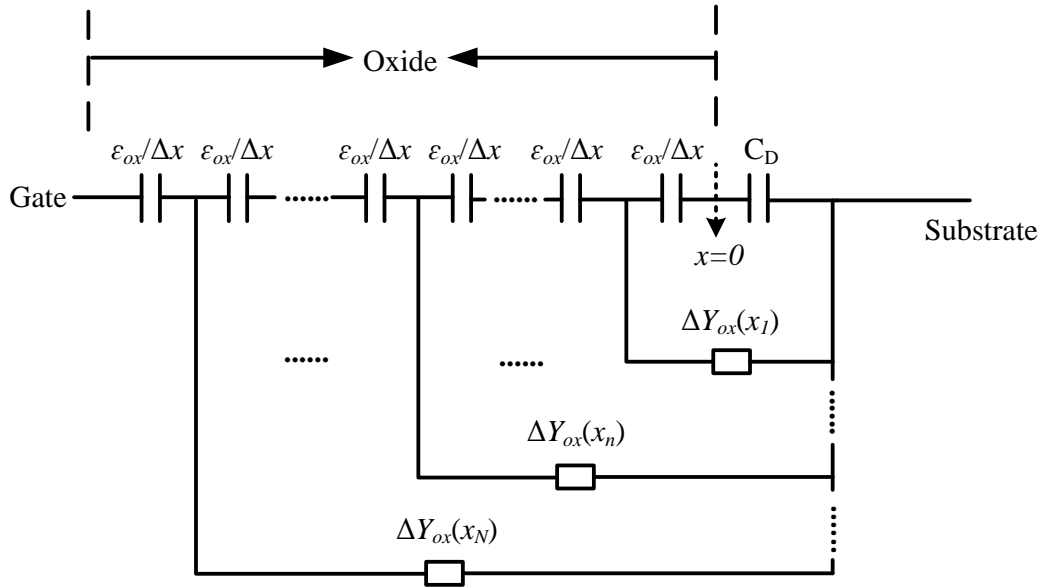 Oxide
εox/Δx εox/Δx εox/Δx εox/Δx εox/Δx εox/Δx CD
Gate ...... ......
Substrate
x=0
ΔYox(x1)
...... ......
ΔYox(xn)
ΔYox(xN)